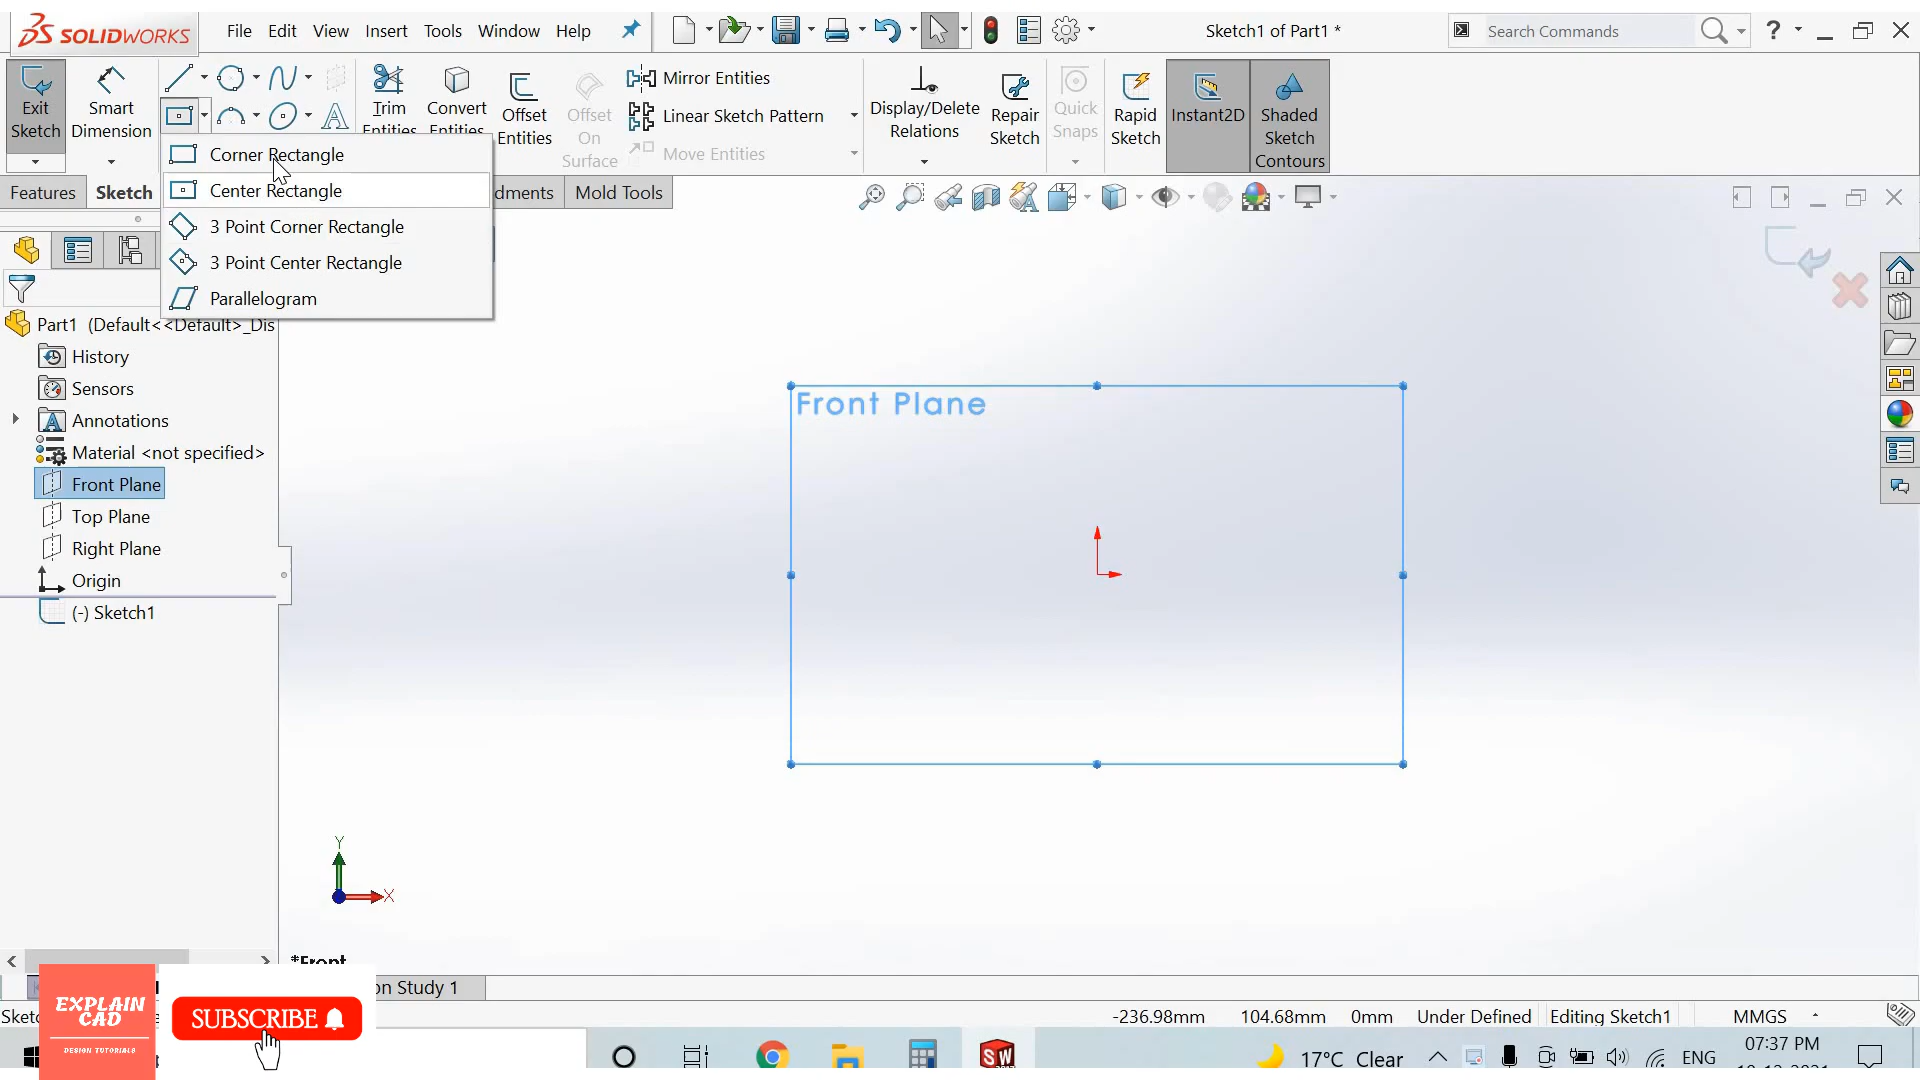 SOLIDWORKS
File Edit View Insert Tools Window Help
Sketch1 of Part1 *
Search Commands
Exit Sketch
Smart Dimension
Trim Entities
Convert Entities
Offset Entities
Offset On Surface
Mirror Entities
Linear Sketch Pattern
Move Entities
Display/Delete Relations
Repair Sketch
Quick Snaps
Rapid Sketch
Instant2D
Shaded Sketch Contours
Corner Rectangle
Center Rectangle
3 Point Corner Rectangle
3 Point Center Rectangle
Parallelogram
Features Sketch
Mold Tools
Part1 (Default<<Default>_Dis
History
Sensors
Annotations
Material <not specified>
Front Plane
Top Plane
Right Plane
Origin
(-) Sketch1
Front Plane
Y
X
*Front
EXPLAIN
CAD
DESIGN TUTORIALS
SUBSCRIBE
Study 1
-236.98mm 104.68mm 0mm Under Defined Editing Sketch1 MMGS
17°C Clear
ENG
07:37 PM